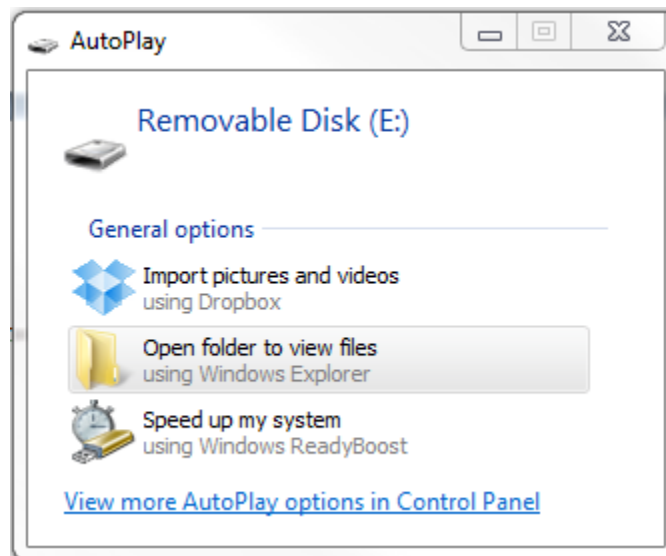 AutoPlay
Removable Disk (E:)
General options
Import pictures and videos
using Dropbox
Open folder to view files
using Windows Explorer
Speed up my system
using Windows ReadyBoost
View more AutoPlay options in Control Panel